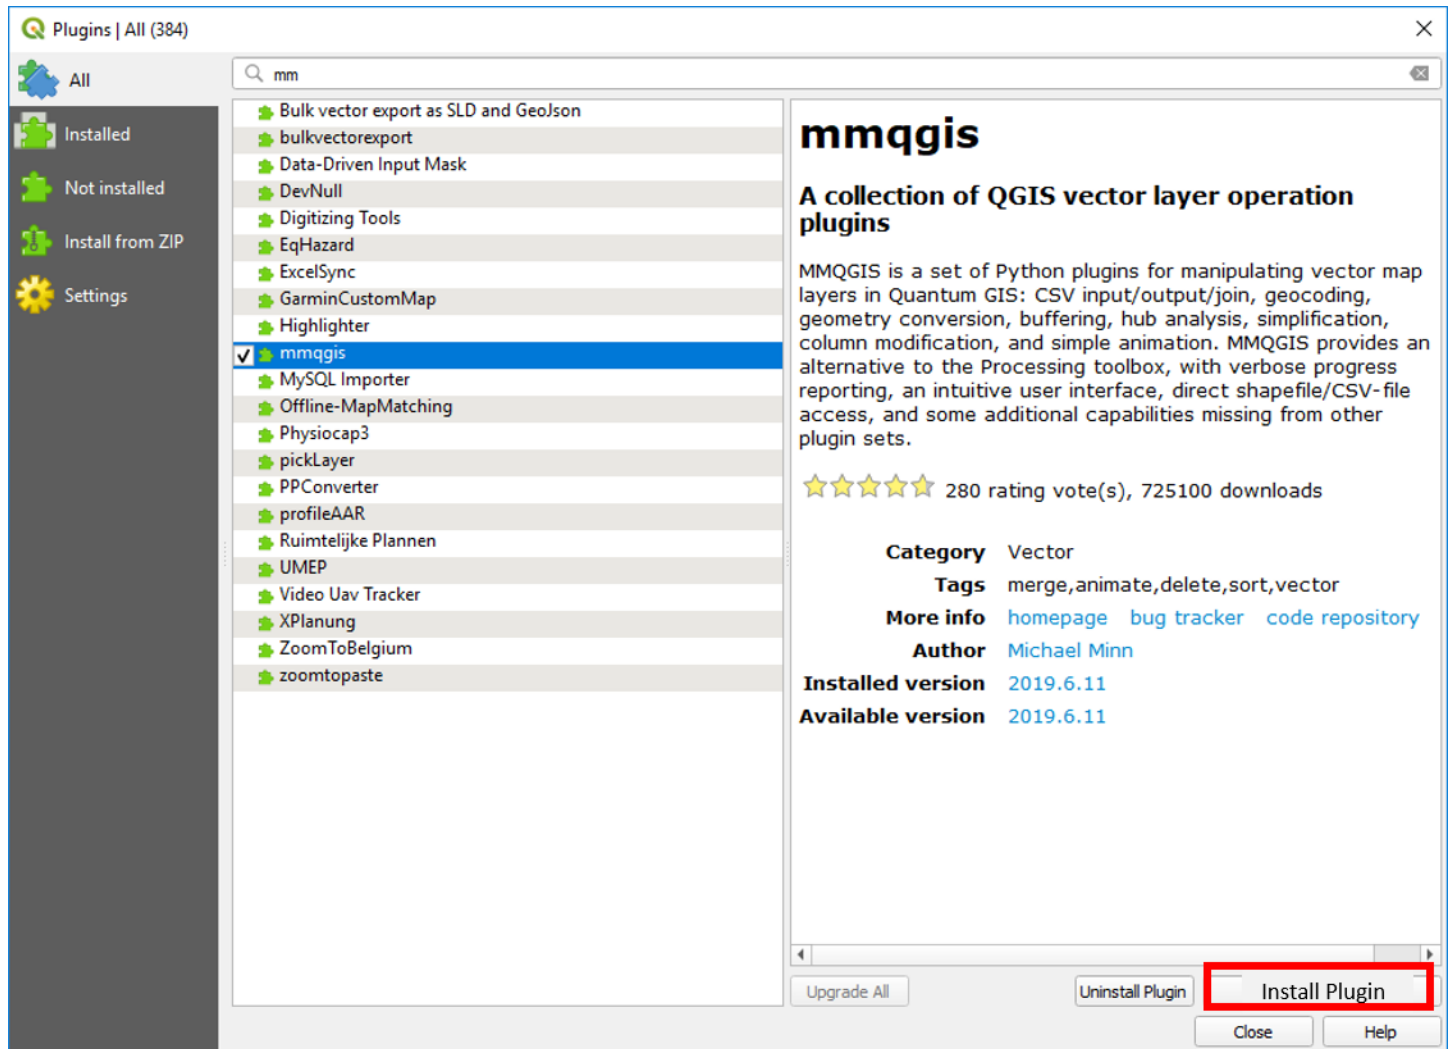 Plugins | All (384)
All
Installed
Not installed
Install from ZIP
Settings
mm
Bulk vector export as SLD and GeoJson
bulkvectorexport
Data-Driven Input Mask
DevNull
Digitizing Tools
EqHazard
ExcelSync
GarminCustomMap
Highlighter
mmqgis
MySQL Importer
Offline-MapMatching
Physiocap3
pickLayer
PPConverter
profileAAR
Ruimtelijke Plannen
UMEP
Video Uav Tracker
XPlanung
ZoomToBelgium
zoomtopaste
mmqgis
A collection of QGIS vector layer operation
plugins
MMQGIS is a set of Python plugins for manipulating vector map
layers in Quantum GIS: CSV input/output/join, geocoding,
geometry conversion, buffering, hub analysis, simplification,
column modification, and simple animation. MMQGIS provides an
alternative to the Processing toolbox, with verbose progress
reporting, an intuitive user interface, direct shapefile/CSV-file
access, and some additional capabilities missing from other
plugin sets.
280 rating vote(s), 725100 downloads
Category Vector
Tags merge,animate,delete,sort,vector
More info homepage bug tracker code repository
Author Michael Minn
Installed version 2019.6.11
Available version 2019.6.11
Upgrade All Uninstall Plugin Install Plugin
Close Help